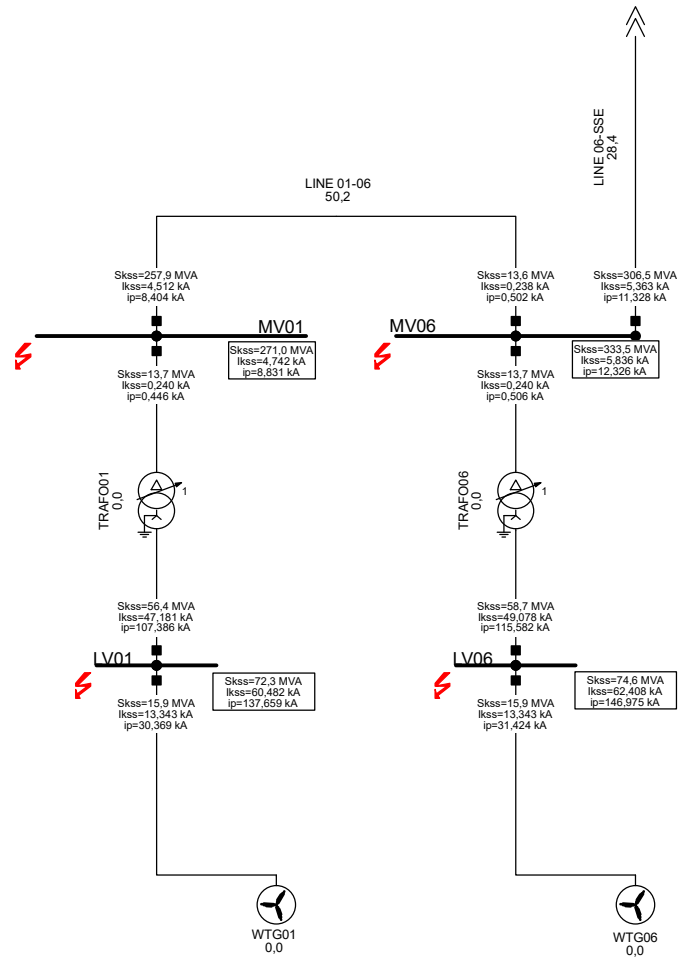 LINE 06-SSE
28,4
LINE 01-06
50,2
Skss=257,9 MVA
Ikss=4,512 kA
ip=8,404 kA
Skss=13,6 MVA
Ikss=0,238 kA
ip=0,502 kA
Skss=306,5 MVA
Ikss=5,363 kA
ip=11,328 kA
MV01
MV06
Skss=271,0 MVA
Ikss=4,742 kA
ip=8,831 kA
Skss=333,5 MVA
Ikss=5,836 kA
ip=12,326 kA
Skss=13,7 MVA
Ikss=0,240 kA
ip=0,446 kA
Skss=13,7 MVA
Ikss=0,240 kA
ip=0,506 kA
TRAFO01
0,0
1
TRAFO06
0,0
1
Skss=56,4 MVA
Ikss=47,181 kA
ip=107,386 kA
Skss=58,7 MVA
Ikss=49,078 kA
ip=115,582 kA
LV01
LV06
Skss=72,3 MVA
Ikss=60,482 kA
ip=137,659 kA
Skss=74,6 MVA
Ikss=62,408 kA
ip=146,975 kA
Skss=15,9 MVA
Ikss=13,343 kA
ip=30,369 kA
Skss=15,9 MVA
Ikss=13,343 kA
ip=31,424 kA
WTG01
0,0
WTG06
0,0